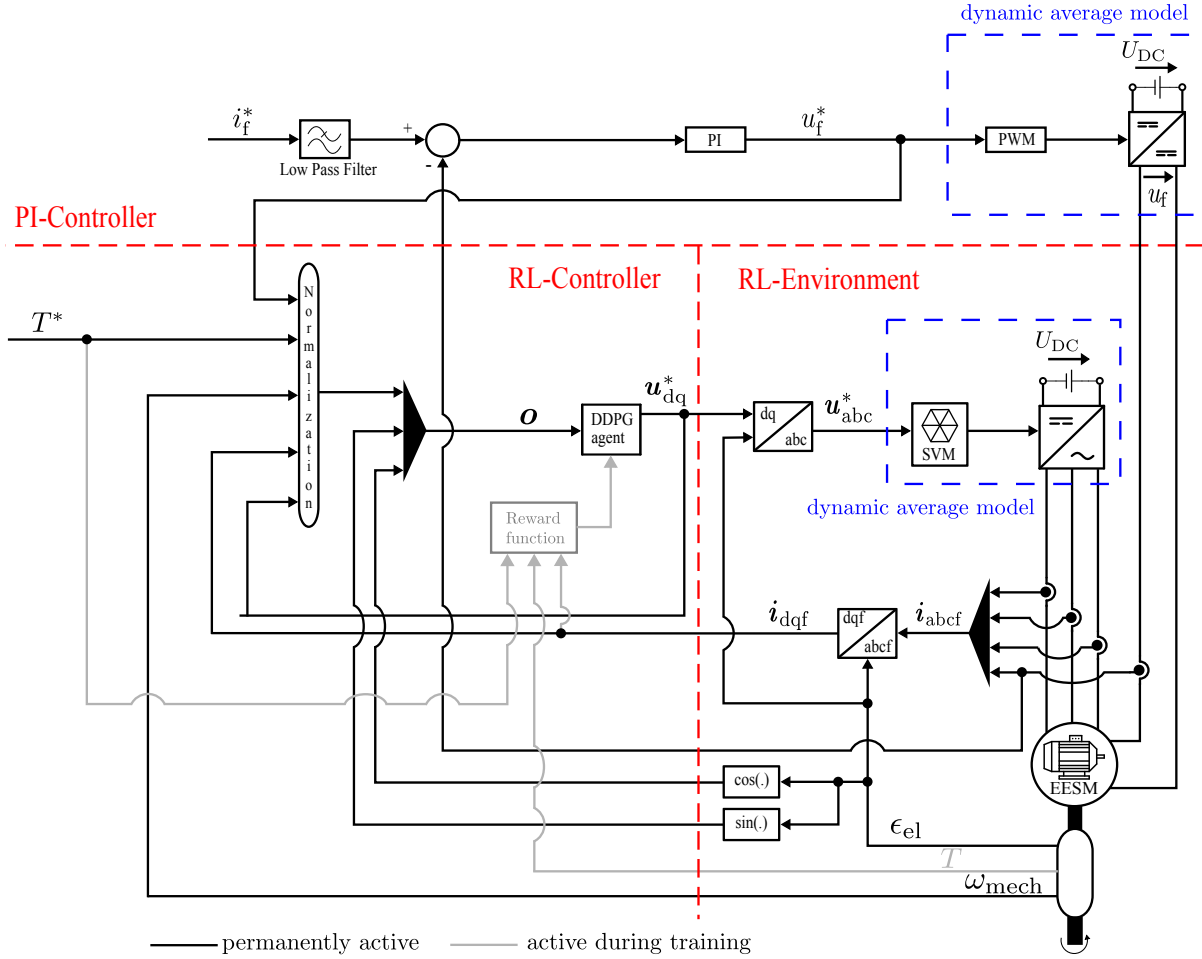 dynamic average model
U_DC
i_f^*
+
-
Low Pass Filter
PI
u_f^*
PWM
u_f
PI-Controller
RL-Controller
RL-Environment
T^*
Normalization
o
DDPG
agent
u_dq^*
dq
abc
u_abc^*
SVM
U_DC
dynamic average model
Reward
function
i_dqf
dqf
abcf
i_abcf
cos(.)
sin(.)
EESM
ϵ_el
T
ω_mech
permanently active
active during training